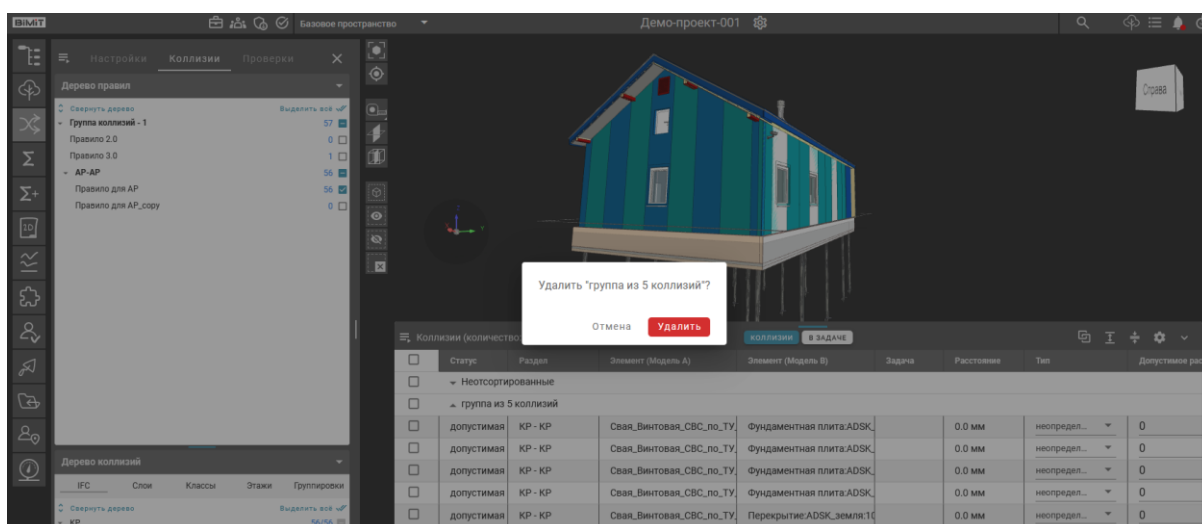 BIMIT
Базовое пространство
Демо-проект-001
Настройки Коллизии Проверки
Дерево правил
Свернуть дерево Выделить всё
Группа коллизий - 1 57
Правило 2.0 0
Правило 3.0 1
АР-АР 56
Правило для АР 56
Правило для АР_copy 0
Справа
Удалить "группа из 5 коллизий"?
Отмена Удалить
Коллизии (количество КОЛЛИЗИИ В ЗАДАЧЕ
Статус Раздел Элемент (Модель А) Элемент (Модель В) Задача Расстояние Тип Допустимое рас
Неотсортированные
группа из 5 коллизий
допустимая КР - КР Свая_Винтовая_СВС_по_ТУ_ Фундаментная плита:ADSK_ 0.0 мм неопредел... 0
допустимая КР - КР Свая_Винтовая_СВС_по_ТУ_ Фундаментная плита:ADSK_ 0.0 мм неопредел... 0
допустимая КР - КР Свая_Винтовая_СВС_по_ТУ_ Фундаментная плита:ADSK_ 0.0 мм неопредел... 0
допустимая КР - КР Свая_Винтовая_СВС_по_ТУ_ Фундаментная плита:ADSK_ 0.0 мм неопредел... 0
допустимая КР - КР Свая_Винтовая_СВС_по_ТУ_ Перекрытие:ADSK_земля:10 0.0 мм неопредел... 0
Дерево коллизий
IFC Слои Классы Этажи Группировки
Свернуть дерево Выделить всё
КР 56/56